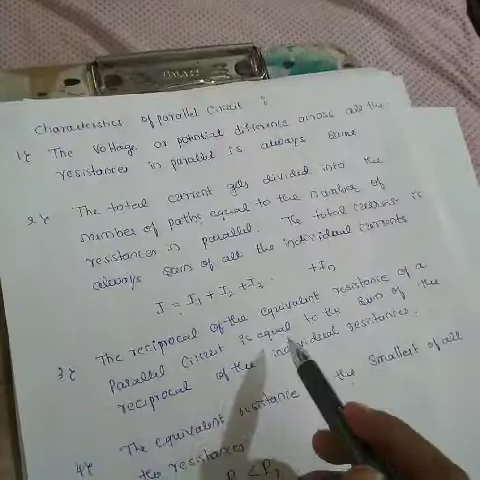 Characteristics of parallel Circuit :
1) The Voltage or potential difference across all the
resistances in parallel is always same
2) The total current gets divided into the
number of paths equal to the number of
resistances in parallel. The total current is
always sum of all the individual currents
I = I1 + I2 + I3 +In
3) The reciprocal of the equivalent resistance of a
Parallel Circuit is equal to the sum of the
reciprocal of the individual resistances.
4) The equivalent resistance the smallest of all
the resistances